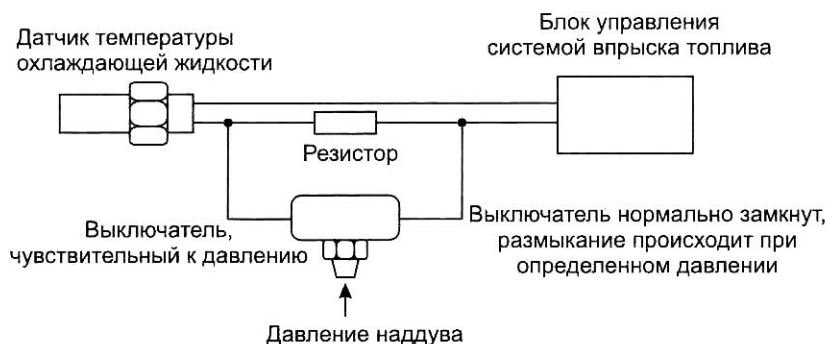 Датчик температуры
охлаждающей жидкости
Блок управления
системой впрыска топлива
Резистор
Выключатель,
чувствительный к давлению
Выключатель нормально замкнут,
размыкание происходит при
определенном давлении
Давление наддува